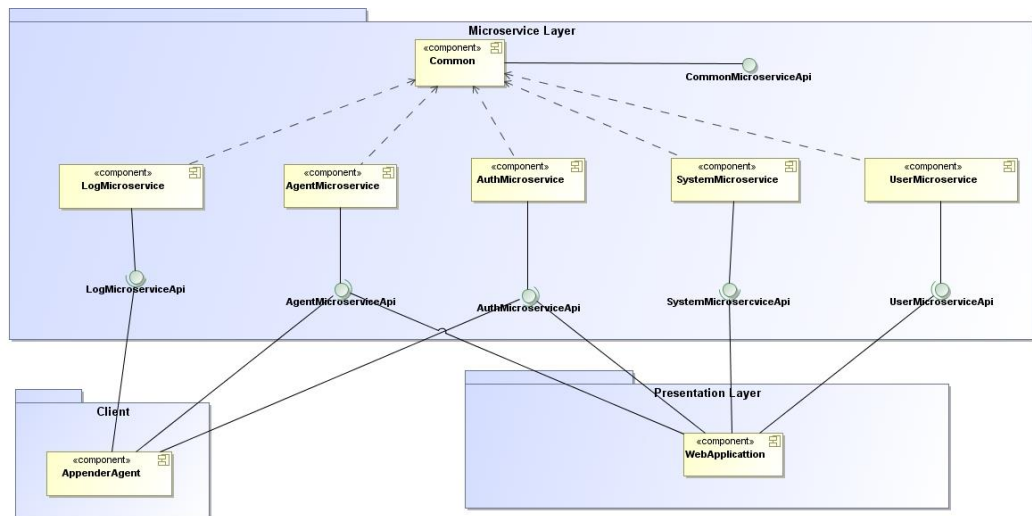 Microservice Layer
«component»
Common
CommonMicroserviceApi
«component»
LogMicroservice
«component»
AgentMicroservice
«component»
AuthMicroservice
«component»
SystemMicroservice
«component»
UserMicroservice
LogMicroserviceApi
AgentMicroserviceApi
AuthMicroserviceApi
SystemMicrosercviceApi
UserMicroserviceApi
Client
«component»
AppenderAgent
Presentation Layer
«component»
WebApplicattion